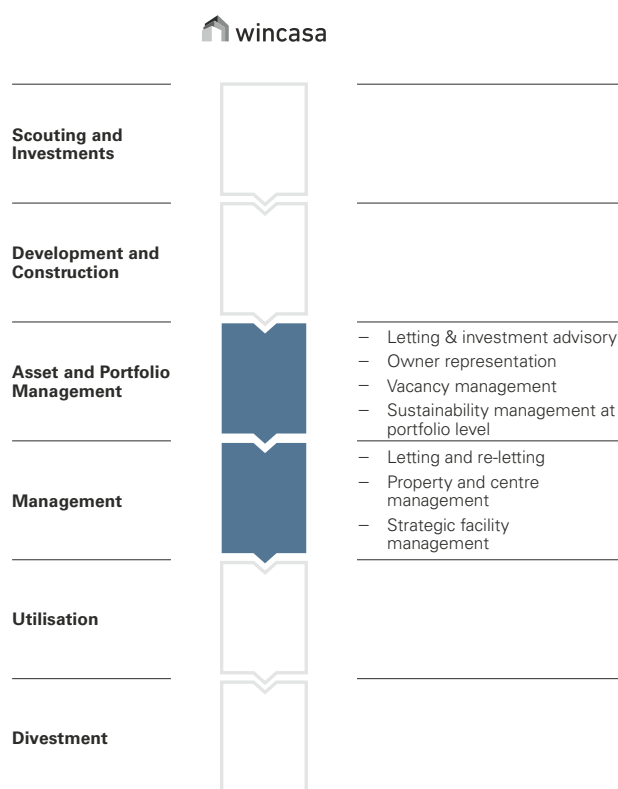 wincasa
Scouting and
Investments
Development and
Construction
Asset and Portfolio
Management
– Letting & investment advisory
– Owner representation
– Vacancy management
– Sustainability management at
portfolio level
Management
– Letting and re-letting
– Property and centre
management
– Strategic facility
management
Utilisation
Divestment